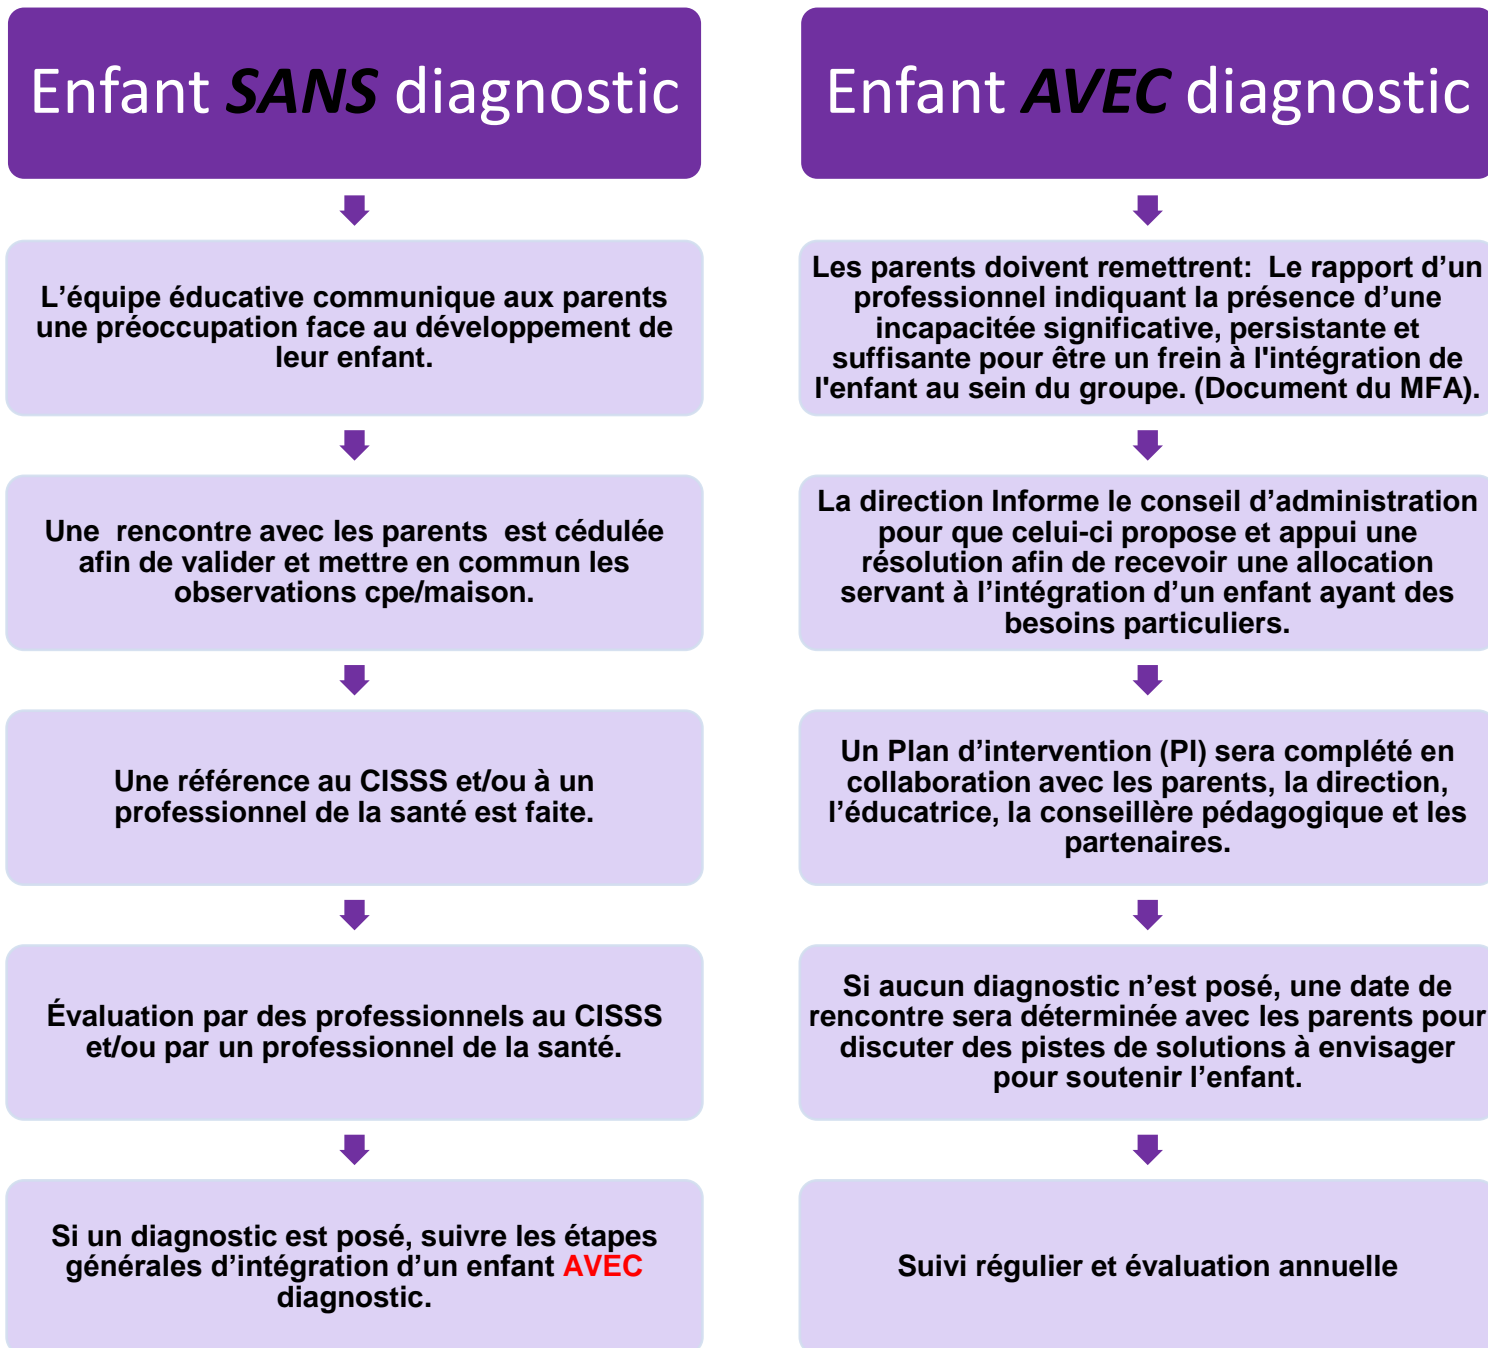 Enfant SANS diagnostic
L’équipe éducative communique aux parents
une préoccupation face au développement de
leur enfant.
Une rencontre avec les parents est cédulée
afin de valider et mettre en commun les
observations cpe/maison.
Une référence au CISSS et/ou à un
professionnel de la santé est faite.
Évaluation par des professionnels au CISSS
et/ou par un professionnel de la santé.
Si un diagnostic est posé, suivre les étapes
générales d’intégration d’un enfant AVEC
diagnostic.
Enfant AVEC diagnostic
Les parents doivent remettrent: Le rapport d’un
professionnel indiquant la présence d’une
incapacitée significative, persistante et
suffisante pour être un frein à l'intégration de
l'enfant au sein du groupe. (Document du MFA).
La direction Informe le conseil d’administration
pour que celui-ci propose et appui une
résolution afin de recevoir une allocation
servant à l’intégration d’un enfant ayant des
besoins particuliers.
Un Plan d’intervention (PI) sera complété en
collaboration avec les parents, la direction,
l’éducatrice, la conseillère pédagogique et les
partenaires.
Si aucun diagnostic n’est posé, une date de
rencontre sera déterminée avec les parents pour
discuter des pistes de solutions à envisager
pour soutenir l’enfant.
Suivi régulier et évaluation annuelle